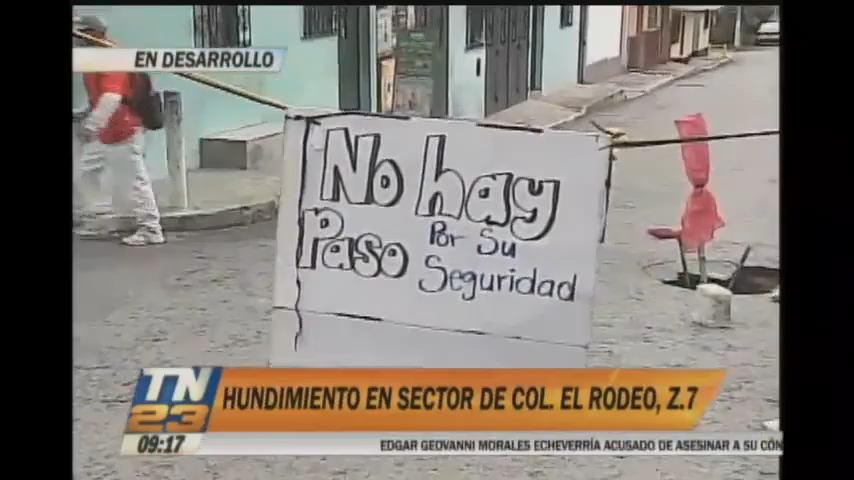 EN DESARROLLO
No hay
Paso Por Su
Seguridad
TN
23
HUNDIMIENTO EN SECTOR DE COL. EL RODEO, Z.7
09:17
EDGAR GEOVANNI MORALES ECHEVERRÍA ACUSADO DE ASESINAR A SU CÓN